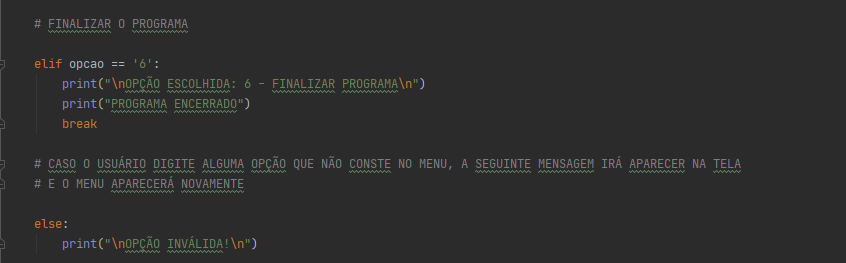 # FINALIZAR O PROGRAMA
elif opcao == '6':
print("\nOPÇÃO ESCOLHIDA: 6 - FINALIZAR PROGRAMA\n")
print("PROGRAMA ENCERRADO")
break
# CASO O USUÁRIO DIGITE ALGUMA OPÇÃO QUE NÃO CONSTE NO MENU, A SEGUINTE MENSAGEM IRÁ APARECER NA TELA
# E O MENU APARECERÁ NOVAMENTE
else:
print("\nOPÇÃO INVÁLIDA!\n")